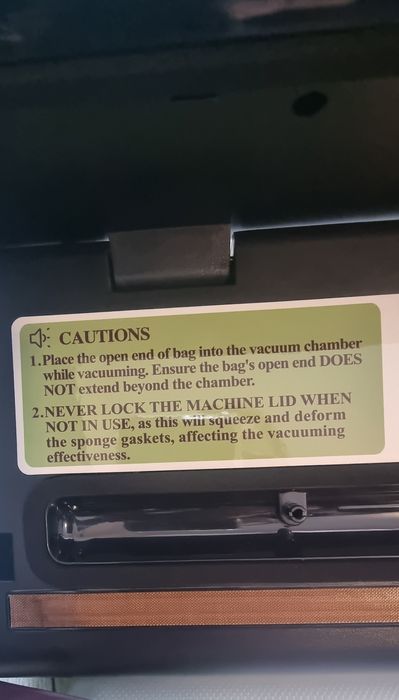 CAUTIONS
1.Place the open end of bag into the vacuum chamber
while vacuuming. Ensure the bag's open end DOES
NOT extend beyond the chamber.
2.NEVER LOCK THE MACHINE LID WHEN
NOT IN USE, as this will squeeze and deform
the sponge gaskets, affecting the vacuuming
effectiveness.